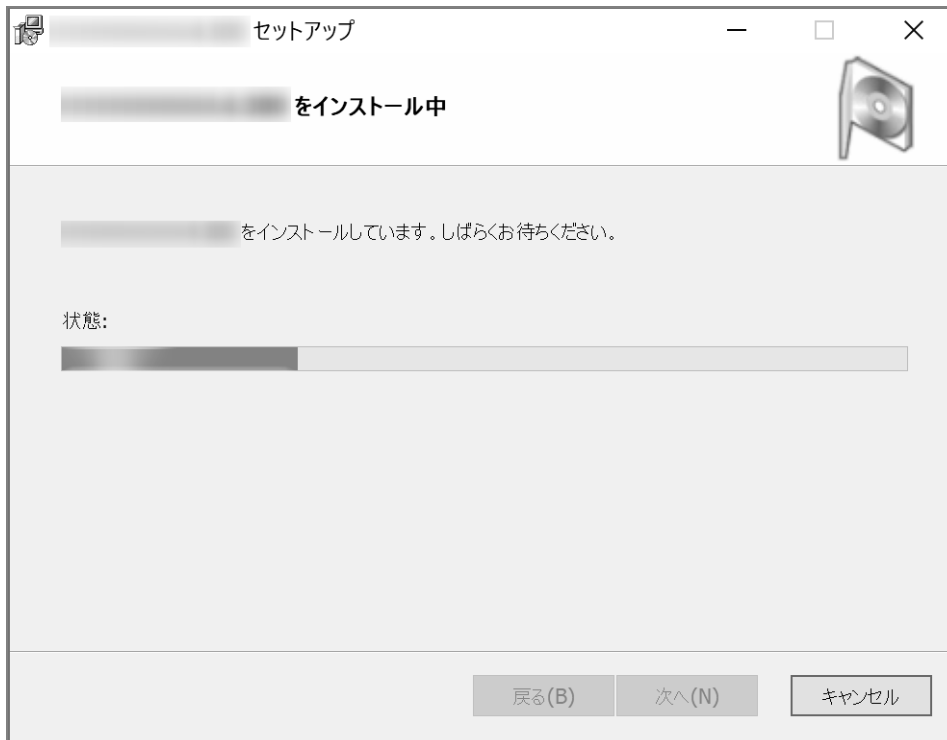 セットアップ
をインストール中
をインストールしています。しばらくお待ちください。
状態:
戻る(B)
次へ(N)
キャンセル